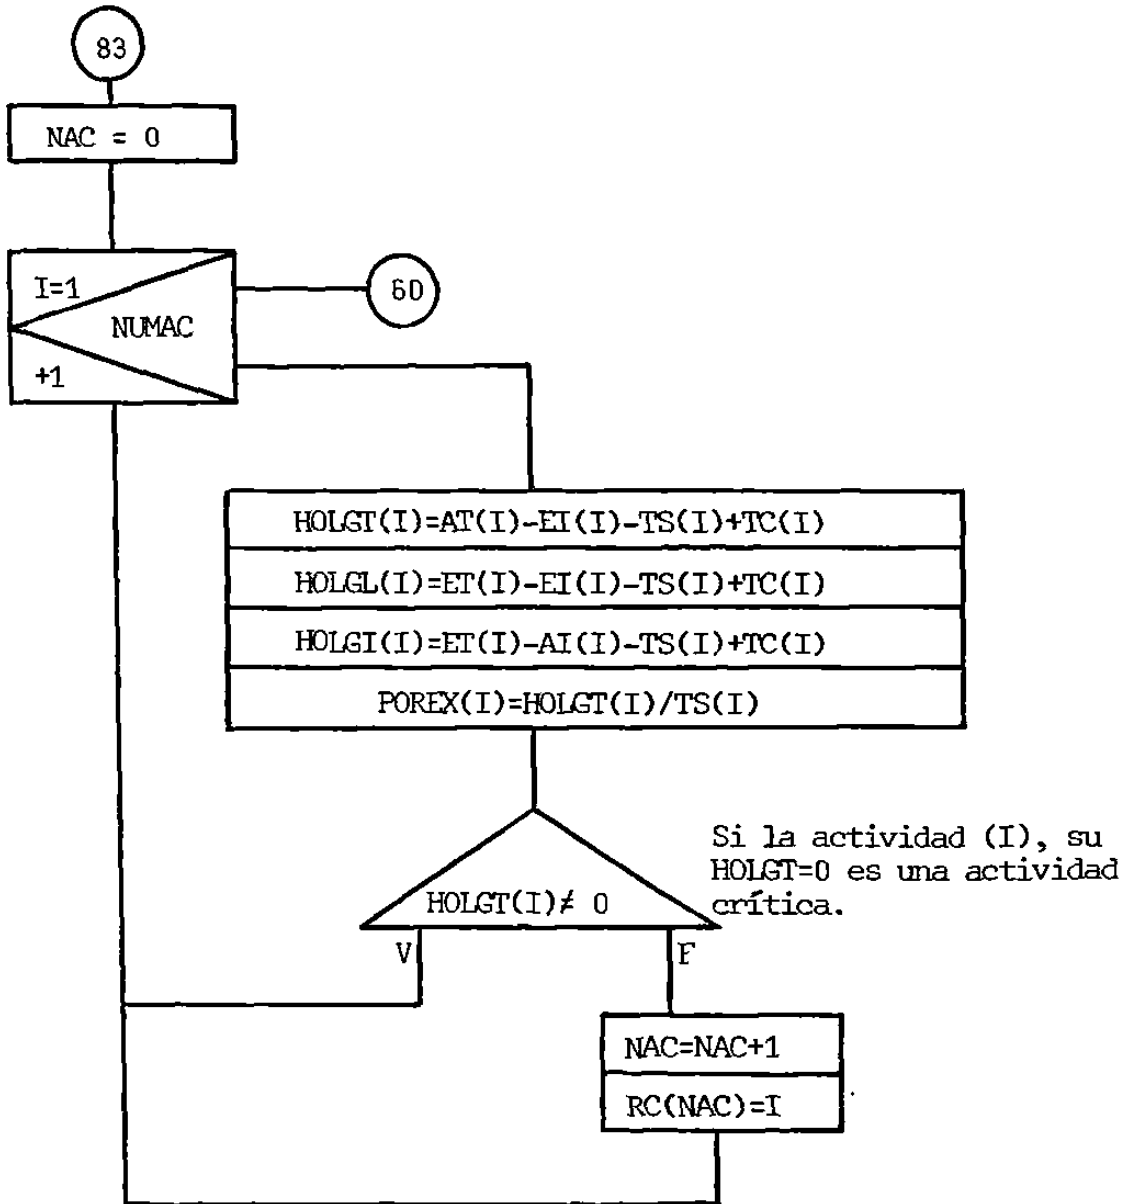 83
NAC = 0
I=1
NUMAC
+1
60
HOLGT(I)=AT(I)-EI(I)-TS(I)+TC(I)
HOLGL(I)=ET(I)-EI(I)-TS(I)+TC(I)
HOLGI(I)=ET(I)-AI(I)-TS(I)+TC(I)
POREX(I)=HOLGT(I)/TS(I)
Si la actividad (I), su
HOLGT=0 es una actividad
crítica.
HOLGT(I)≠ 0
V
F
NAC=NAC+1
RC(NAC)=I